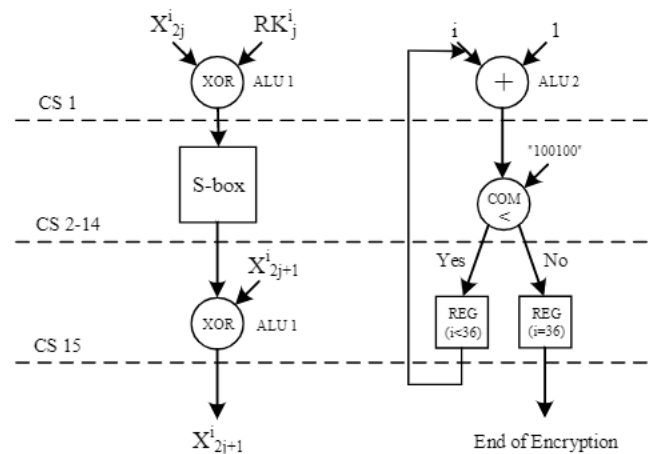 X^i_2j RK^i_j
XOR ALU 1
CS 1
S-box
CS 2-14
X^i_2j+1
XOR ALU 1
CS 15
X^i_2j+1
i 1
+ ALU 2
"100100"
COM
<
Yes No
REG REG
(i<36) (i=36)
End of Encryption